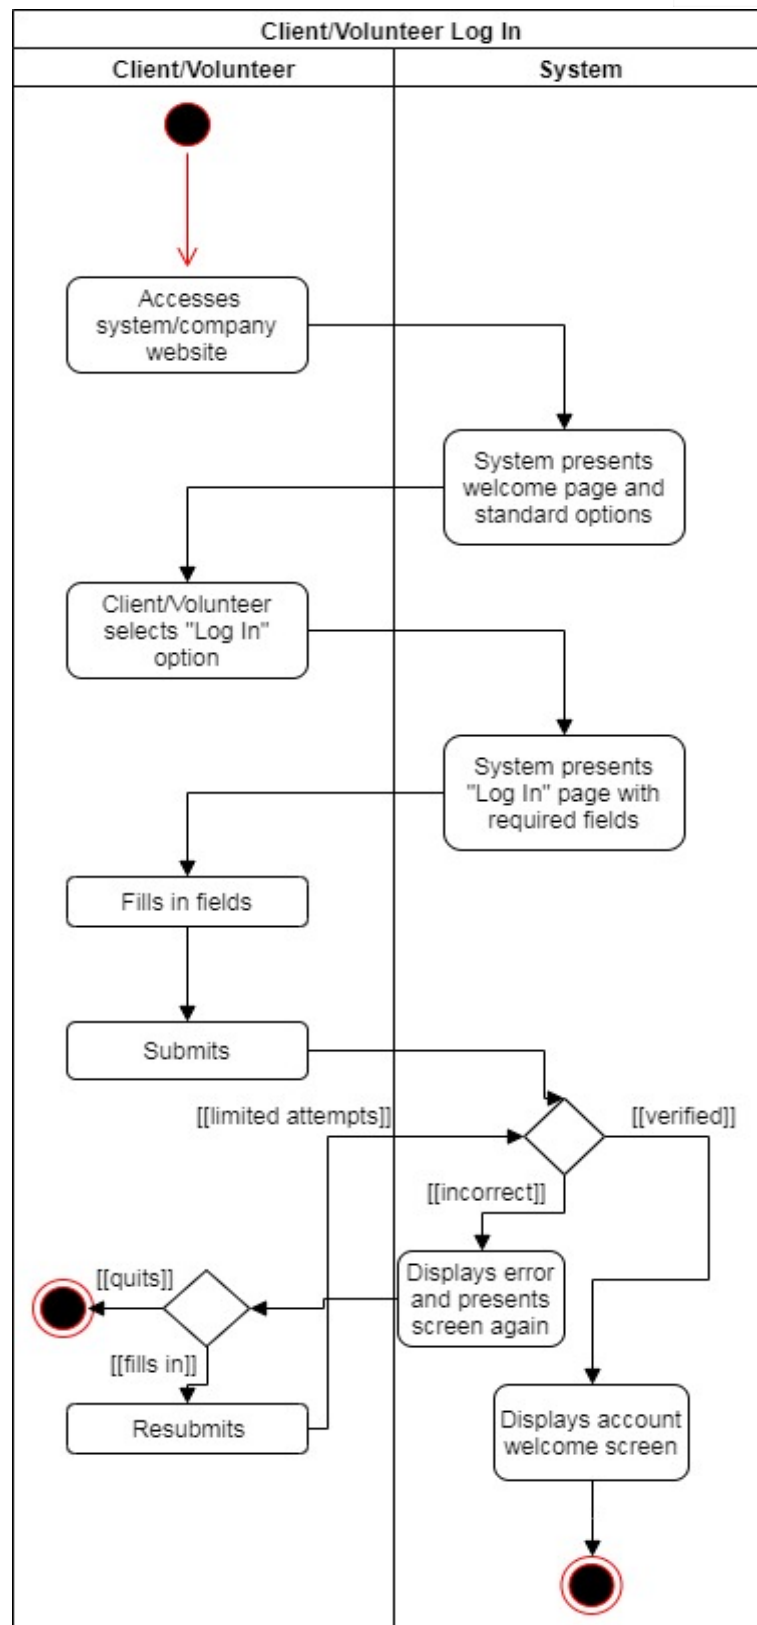 Client/Volunteer Log In
Client/Volunteer
System
Accesses
system/company
website
System presents
welcome page and
standard options
Client/Volunteer
selects "Log In"
option
System presents
"Log In" page with
required fields
Fills in fields
Submits
[[limited attempts]]
[[verified]]
[[incorrect]]
Displays error
and presents
screen again
[[quits]]
[[fills in]]
Resubmits
Displays account
welcome screen